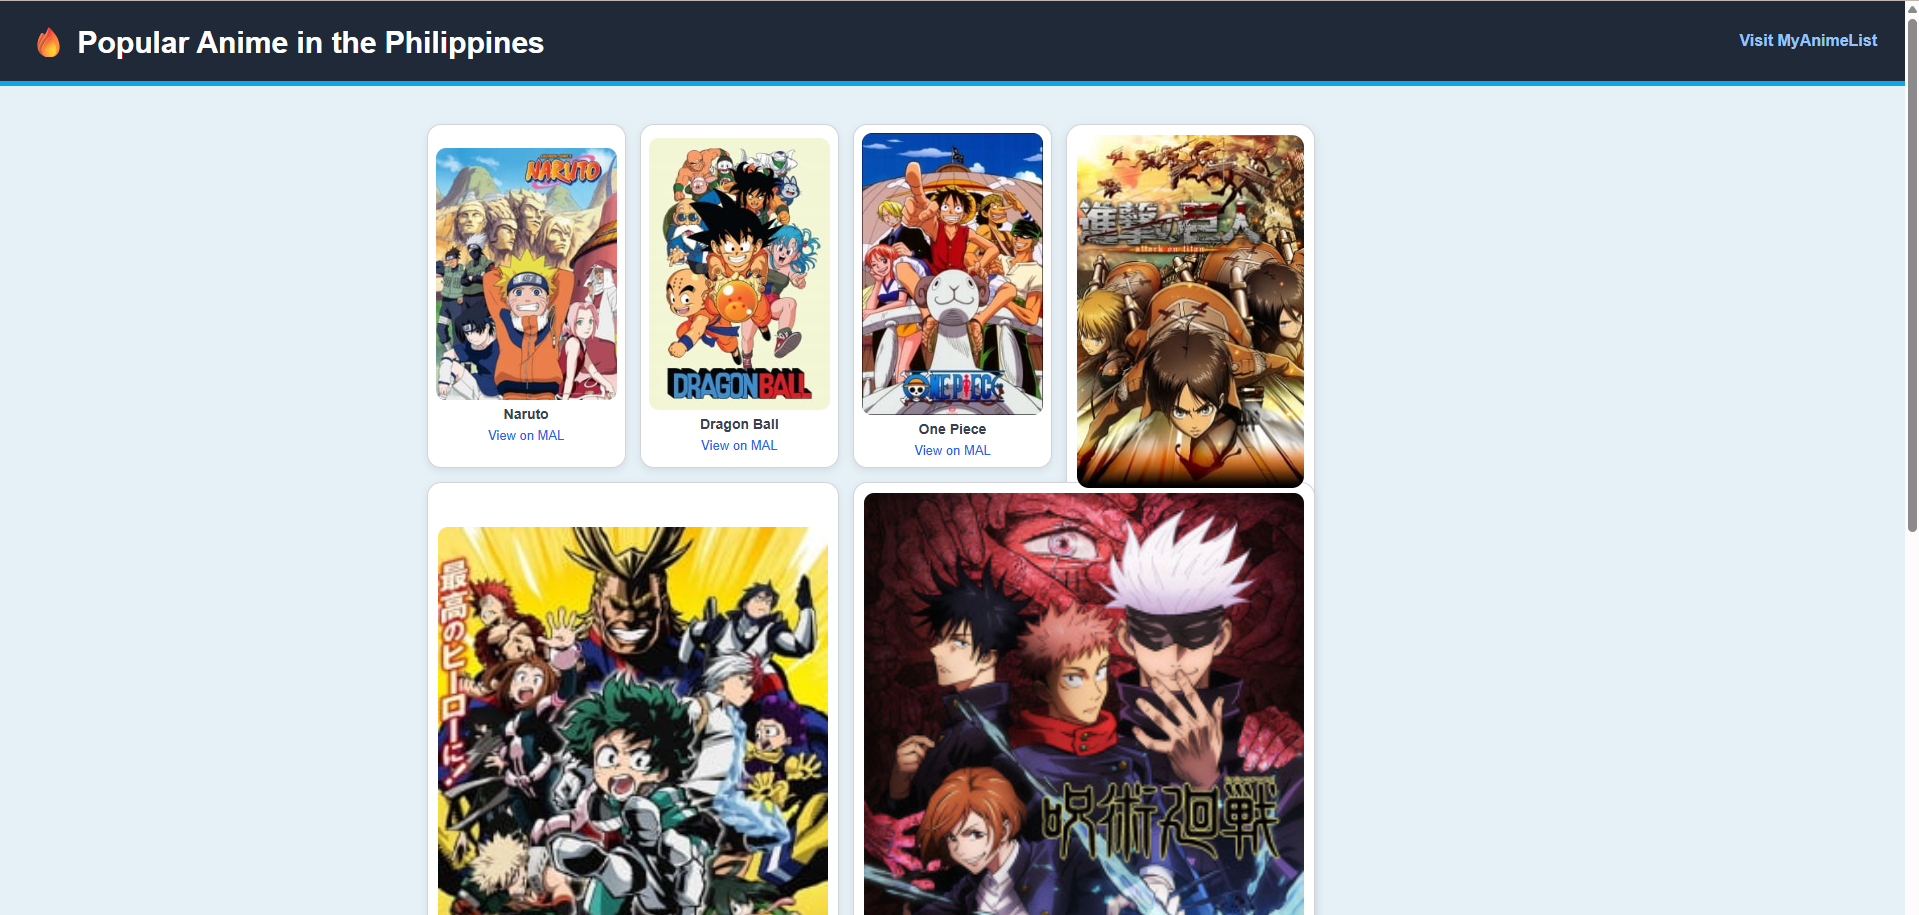 Popular Anime in the Philippines
Visit MyAnimeList
NARUTO
Naruto
View on MAL
DRAGON BALL
Dragon Ball
View on MAL
ONE PIECE
One Piece
View on MAL
進撃の巨人
attack on titan
最高のヒーローに!
呪術廻戦